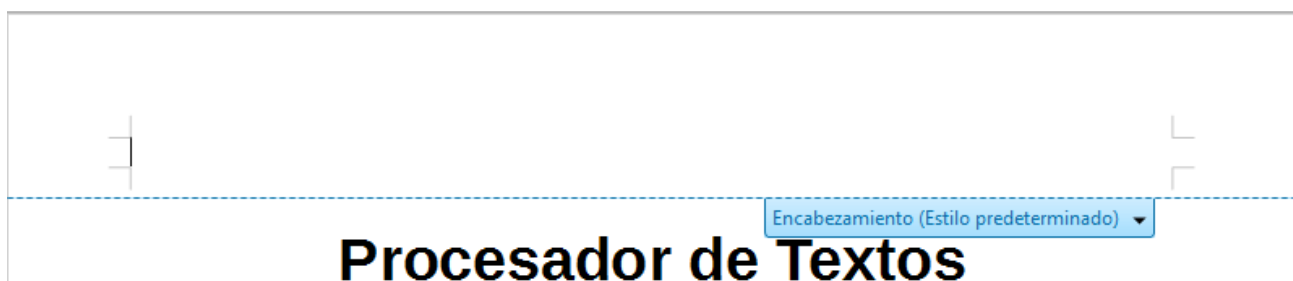 Encabezamiento (Estilo predeterminado)
Procesador de Textos